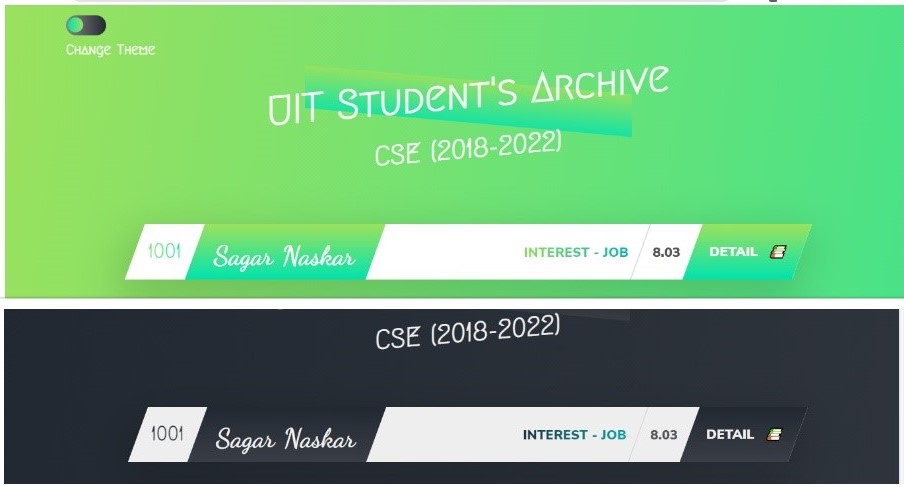 Change Theme
UIT Student's Archive
CSE (2018-2022)
1001 Sagar Naskar INTEREST - JOB 8.03 DETAIL
CSE (2018-2022)
1001 Sagar Naskar INTEREST - JOB 8.03 DETAIL